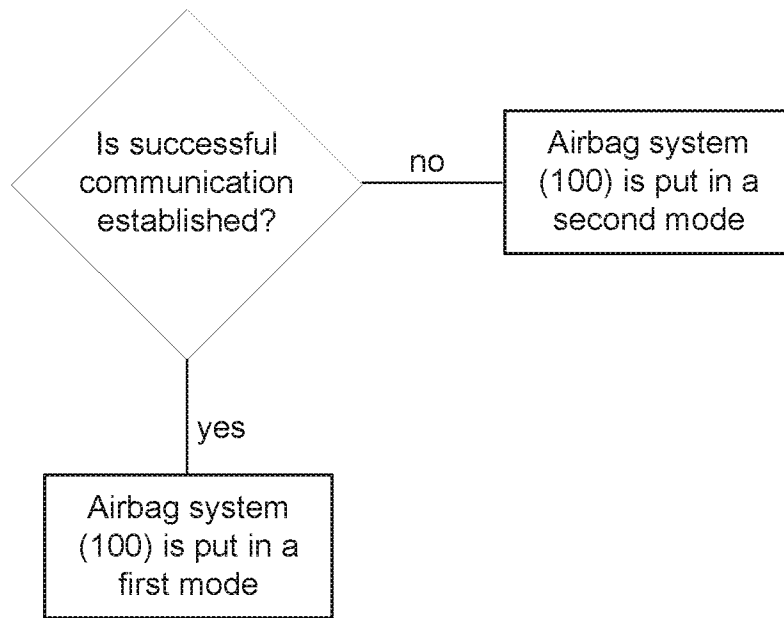 Is successful
communication
established?
no
Airbag system
(100) is put in a
second mode
yes
Airbag system
(100) is put in a
first mode